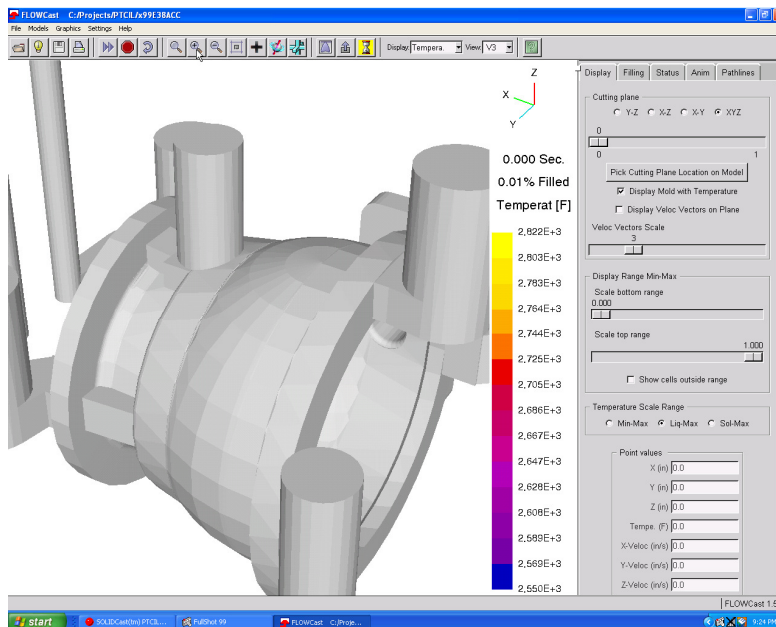 FLOWCast C:/Projects/PTCIL/x99E38ACC
File Models Graphics Settings Help
Display: Tempera. View: V3
Display Filling Status Anim Pathlines
Z
X
Y
0.000 Sec.
0.01% Filled
Temperat [F]
2,822E+3
2,803E+3
2,783E+3
2,764E+3
2,744E+3
2,725E+3
2,705E+3
2,686E+3
2,667E+3
2,647E+3
2,628E+3
2,608E+3
2,589E+3
2,569E+3
2,550E+3
Cutting plane
Y-Z X-Z X-Y XYZ
0
0 1
Pick Cutting Plane Location on Model
Display Mold with Temperature
Display Veloc Vectors on Plane
Veloc Vectors Scale
3
Display Range Min-Max
Scale bottom range
0.000
Scale top range
1.000
Show cells outside range
Temperature Scale Range
Min-Max Liq-Max Sol-Max
Point values
X (in) 0.0
Y (in) 0.0
Z (in) 0.0
Tempe. (F) 0.0
X-Veloc (in/s) 0.0
Y-Veloc (in/s) 0.0
Z-Veloc (in/s) 0.0
FLOWCast 1.5
start SOLIDCast(tm) PTCIL... FullShot 99 FLOWCast C:/Proje... 9:24 PM